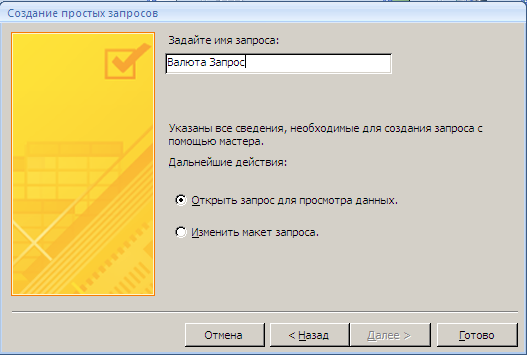 Создание простых запросов
Задайте имя запроса:
Валюта Запрос
Указаны все сведения, необходимые для создания запроса с
помощью мастера.
Дальнейшие действия:
Открыть запрос для просмотра данных.
Изменить макет запроса.
Отмена
< Назад
Далее >
Готово